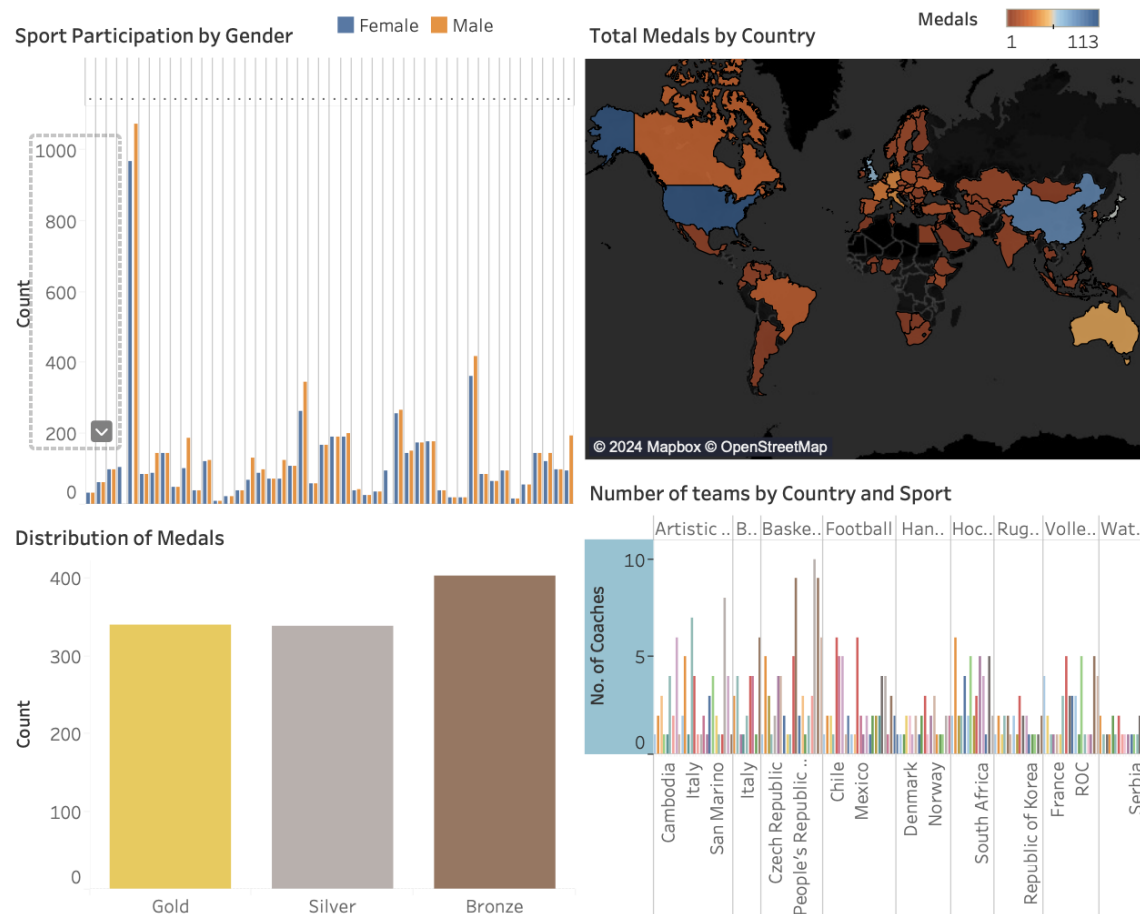 Sport Participation by Gender
Female
Male
Count
1000
800
600
400
200
0
Total Medals by Country
Medals
1
113
© 2024 Mapbox © OpenStreetMap
Distribution of Medals
Count
400
300
200
100
0
Gold
Silver
Bronze
Number of teams by Country and Sport
Artistic ..
B..
Baske..
Football
Han..
Hoc..
Rug..
Volle..
Wat..
No. of Coaches
10
5
0
Cambodia
Italy
San Marino
Italy
Czech Republic
People's Republic ..
Chile
Mexico
Denmark
Norway
South Africa
Republic of Korea
France
ROC
Serbia